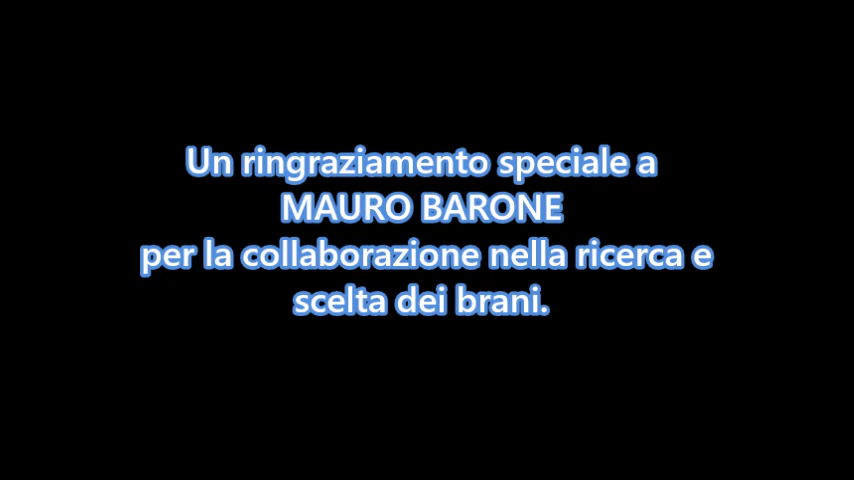 Un ringraziamento speciale a
MAURO BARONE
per la collaborazione nella ricerca e
scelta dei brani.